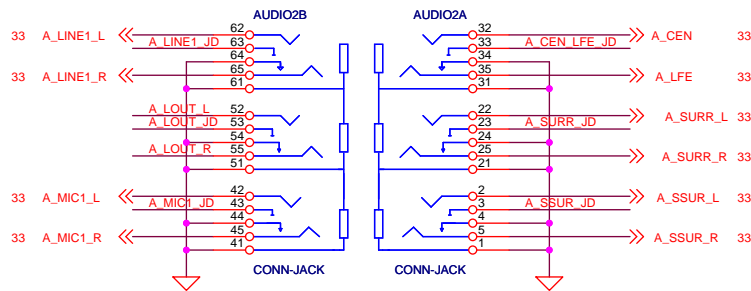 AUDIO2B AUDIO2A
33 A_LINE1_L 62 32 A_CEN 33
A_LINE1_JD 63 33 A_CEN_LFE_JD
64 34
33 A_LINE1_R 65 35 A_LFE 33
61 31
A_LOUT_L 52 22 A_SURR_L 33
A_LOUT_JD 53 23 A_SURR_JD
54 24
A_LOUT_R 55 25 A_SURR_R 33
51 21
33 A_MIC1_L 42 2 A_SSUR_L 33
A_MIC1_JD 43 3 A_SSUR_JD
44 4
33 A_MIC1_R 45 5 A_SSUR_R 33
41 1
CONN-JACK CONN-JACK